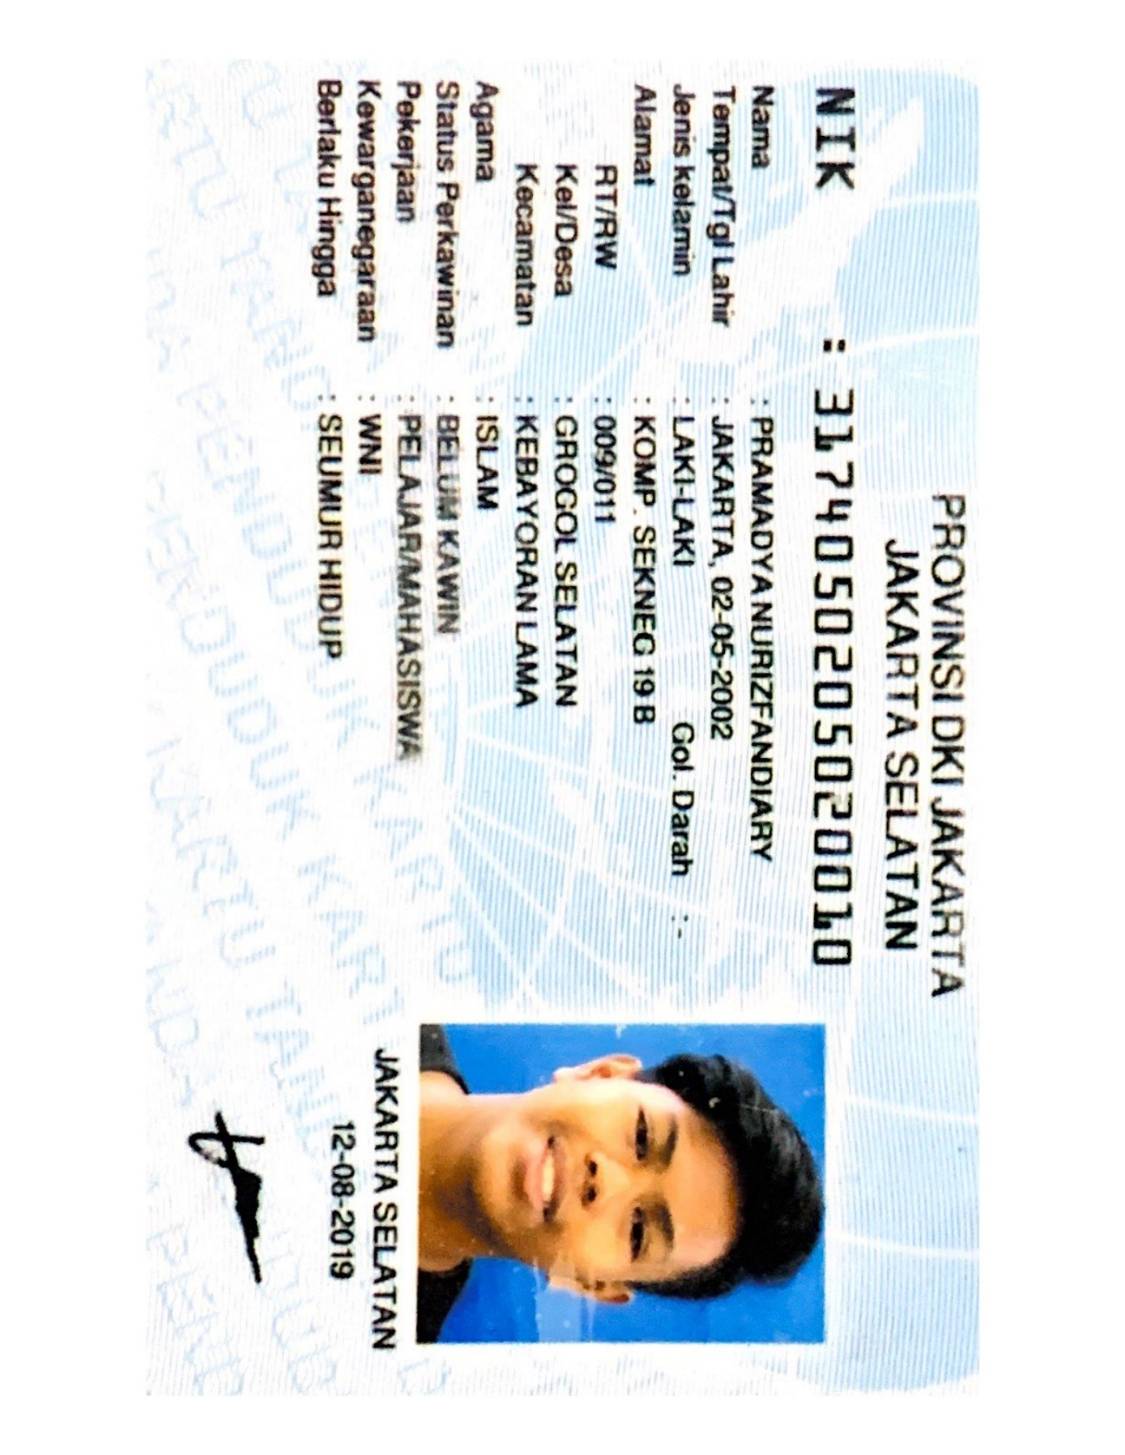 PROVINSI DKI JAKARTA
JAKARTA SELATAN
NIK : 3174050205020010
Nama : PRAMADYA NURIZFANDIARY
Tempat/Tgl Lahir : JAKARTA, 02-05-2002
Jenis kelamin : LAKI-LAKI Gol. Darah :-
Alamat : KOMP. SEKNEG 19 B
RT/RW : 009/011
Kel/Desa : GROGOL SELATAN
Kecamatan : KEBAYORAN LAMA
Agama : ISLAM
Status Perkawinan : BELUM KAWIN
Pekerjaan : PELAJAR/MAHASISWA
Kewarganegaraan : WNI
Berlaku Hingga : SEUMUR HIDUP
JAKARTA SELATAN
12-08-2019